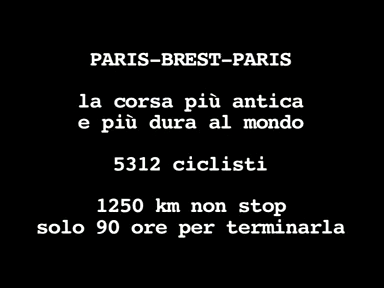 PARIS-BREST-PARIS
la corsa più antica
e più dura al mondo
5312 ciclisti
1250 km non stop
solo 90 ore per terminarla